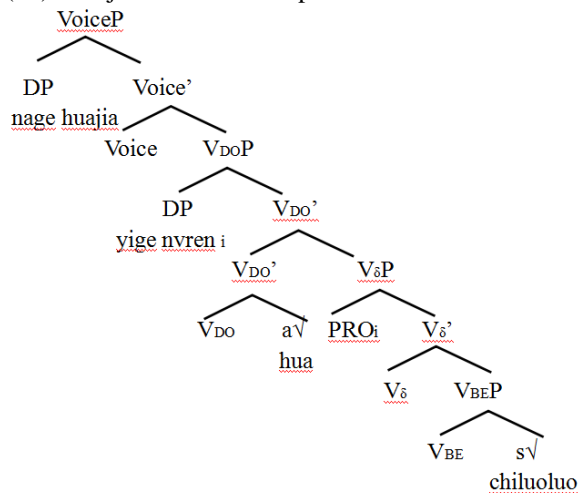 VoiceP
DP Voice’
nage huajia
Voice VDOP
DP VDO’
yige nvren i
VDO’ VδP
VDO a√ PROi Vδ’
hua
Vδ VBEP
VBE s√
chiluoluo